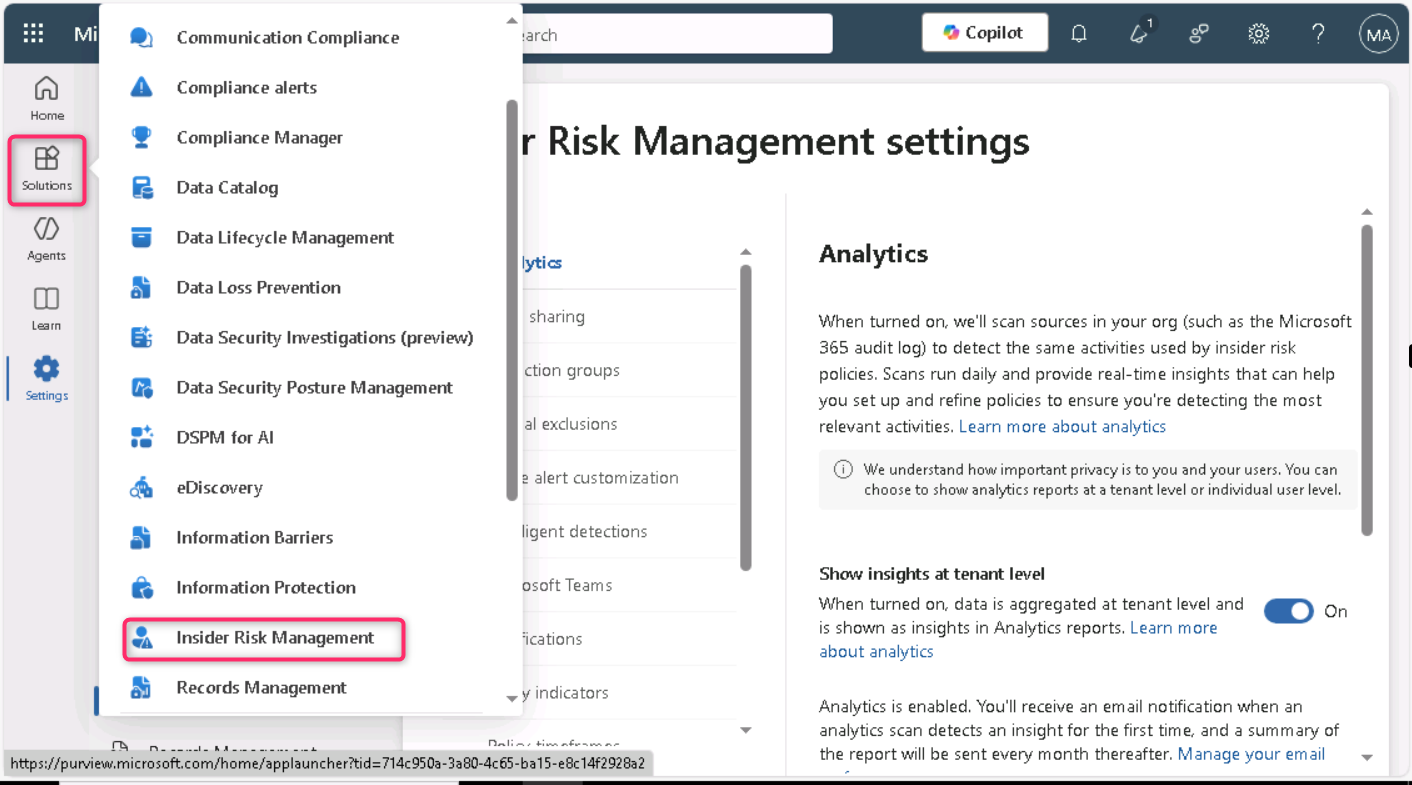 Mi
earch
Copilot
1
MA
Home
Solutions
Agents
Learn
Settings
Communication Compliance
Compliance alerts
Compliance Manager
Data Catalog
Data Lifecycle Management
Data Loss Prevention
Data Security Investigations (preview)
Data Security Posture Management
DSPM for AI
eDiscovery
Information Barriers
Information Protection
Insider Risk Management
Records Management
Records Management
r Risk Management settings
lytics
sharing
ction groups
al exclusions
e alert customization
ligent detections
osoft Teams
fications
y indicators
Policy timeframes
Analytics
When turned on, we'll scan sources in your org (such as the Microsoft
365 audit log) to detect the same activities used by insider risk
policies. Scans run daily and provide real-time insights that can help
you set up and refine policies to ensure you're detecting the most
relevant activities. Learn more about analytics
We understand how important privacy is to you and your users. You can
choose to show analytics reports at a tenant level or individual user level.
Show insights at tenant level
When turned on, data is aggregated at tenant level and
is shown as insights in Analytics reports. Learn more
about analytics
On
Analytics is enabled. You'll receive an email notification when an
analytics scan detects an insight for the first time, and a summary of
the report will be sent every month thereafter. Manage your email
https://purview.microsoft.com/home/applauncher?tid=714c950a-3a80-4c65-ba15-e8c14f2928a2